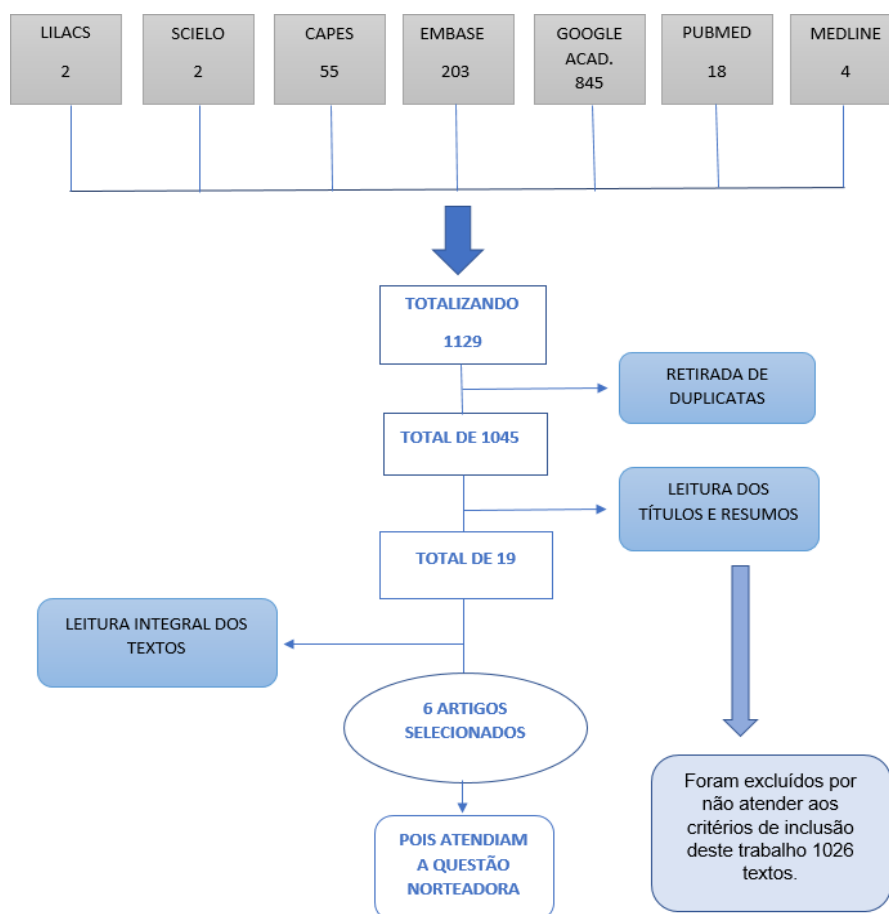 LILACS
2
SCIELO
2
CAPES
55
EMBASE
203
GOOGLE
ACAD.
845
PUBMED
18
MEDLINE
4
TOTALIZANDO
1129
RETIRADA DE
DUPLICATAS
TOTAL DE 1045
LEITURA DOS
TÍTULOS E RESUMOS
TOTAL DE 19
LEITURA INTEGRAL DOS
TEXTOS
6 ARTIGOS
SELECIONADOS
Foram excluídos por
não atender aos
critérios de inclusão
deste trabalho 1026
textos.
POIS ATENDIAM
A QUESTÃO
NORTEADORA